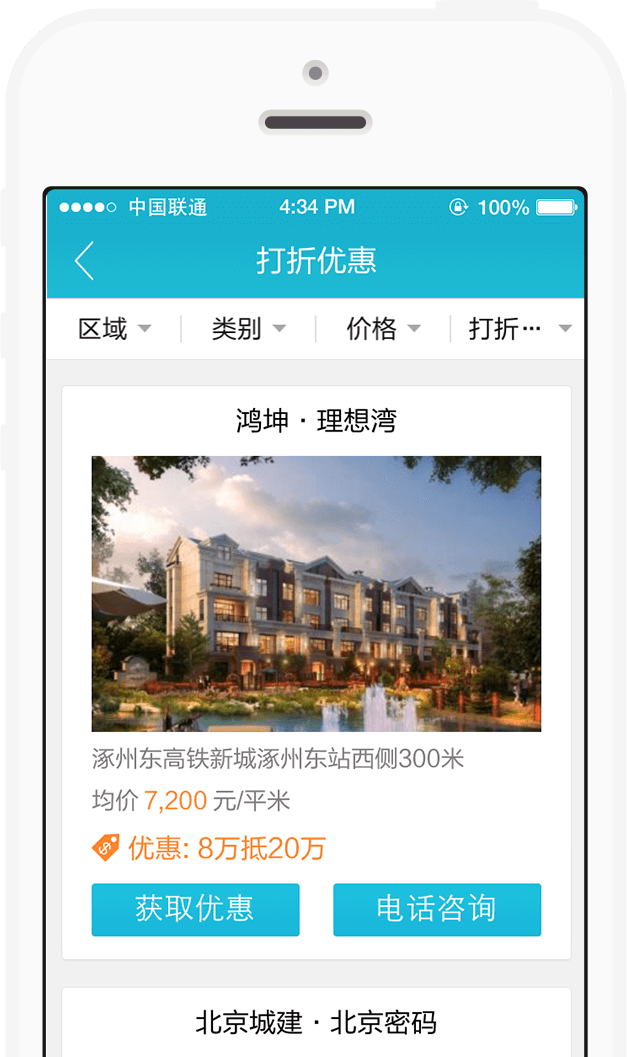 中国联通 4:34 PM 100%
打折优惠
区域 类别 价格 打折···
鸿坤·理想湾
涿州东高铁新城涿州东站西侧300米
均价 7,200 元/平米
优惠: 8万抵20万
获取优惠 电话咨询
北京城建·北京密码